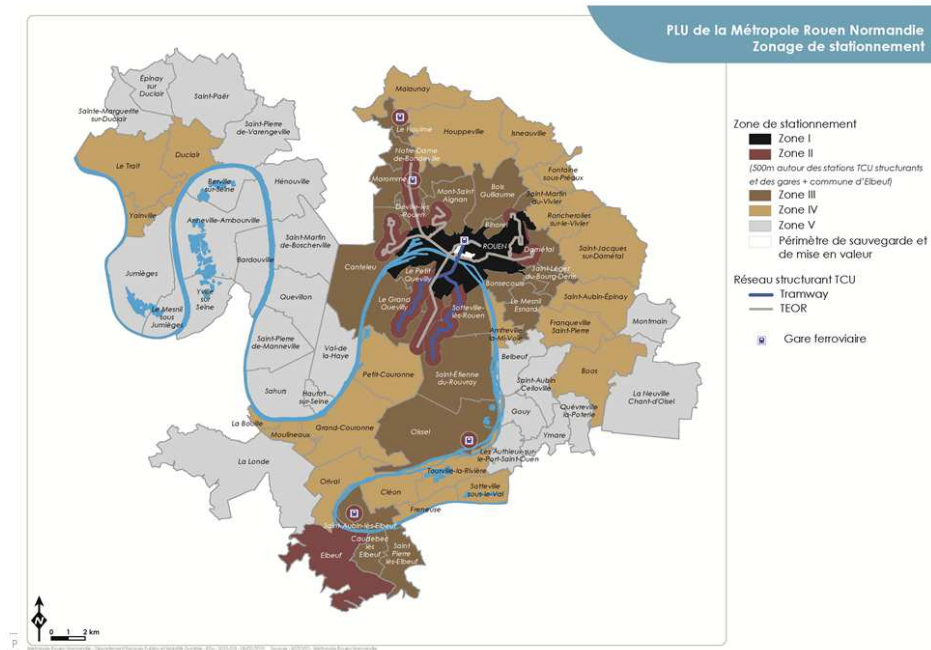 PLU de la Métropole Rouen Normandie
Zonage de stationnement
Zone de stationnement
Zone I
Zone II
(500m autour des stations TCU structurants
et des gares + commune d'Elbeuf)
Zone III
Zone IV
Zone V
Périmètre de sauvegarde et
de mise en valeur
Réseau structurant TCU
Tramway
TEOR
Gare ferroviaire
Épinay
sur
Duclair
Saint-Paër
Sainte-Marguerite
sur-Duclair
Saint-Pierre
de-Varengeville
Le Trait
Duclair
Yainville
Berville
sur-Seine
Hénouville
Anneville-Ambourville
Saint-Martin
de-Boscherville
Bardouville
Jumièges
Yville
sur
Seine
Le Mesnil
sous
Jumièges
Quevillon
Saint-Pierre
de-Manneville
Val-de
la-Haye
Sahurs
Hautot
sur-Seine
Malaunay
Le Houlme
Houppeville
Isneauville
Notre-Dame
de-Bondeville
Maromme
Mont-Saint
Aignan
Bois
Guillaume
Fontaine
sous-Préaux
Saint-Martin
du-Vivier
Déville-lès
Rouen
Bihorel
Roncherolles
sur-le-Vivier
ROUEN
Darnétal
Saint-Jacques
sur-Darnétal
Canteleu
Le Petit
Quevilly
Saint-Léger
du-Bourg-Denis
Bonsecours
Le Grand
Quevilly
Sotteville
lès-Rouen
Le Mesnil
Esnard
Saint-Aubin-Épinay
Amfreville
la-Mi-Voie
Franqueville
Saint-Pierre
Montmain
Belbeuf
Petit-Couronne
Saint-Étienne
du-Rouvray
Saint-Aubin
Celloville
Boos
La Neuville
Chant-d'Oisel
Gouy
Quévreville
la-Poterie
Ymare
La Bouille
Moulineaux
Grand-Couronne
Oissel
Les Authieux-sur
le-Port-Saint-Ouen
La Londe
Orival
Tourville-la-Rivière
Cléon
Sotteville
sous-le-Val
Freneuse
Saint-Aubin-lès-Elbeuf
Elbeuf
Caudebec
lès
Elbeuf
Saint
Pierre
lès-Elbeuf
N
0 1 2 km